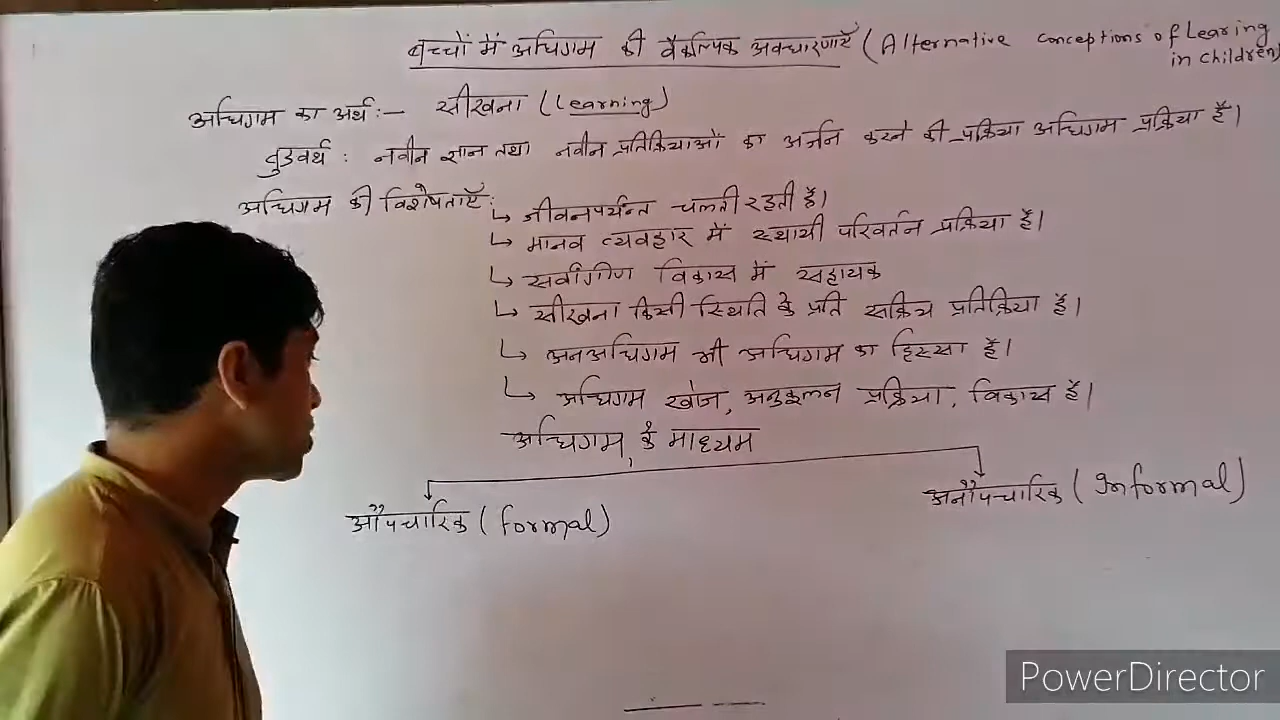 बच्चों में अधिगम की वैकल्पिक अवधारणाएँ (Alternative conceptions of Learing
in children)
अधिगम का अर्थ :- सीखना (Learning)
वुडवर्थ : नवीन ज्ञान तथा नवीन प्रतिक्रियाओं का अर्जन करने की प्रक्रिया अधिगम प्रक्रिया है।
अधिगम की विशेषताएँ :
↳ जीवनपर्यन्त चलती रहती है।
↳ मानव व्यवहार में स्थायी परिवर्तन प्रक्रिया है।
↳ सर्वांगीण विकास में सहायक
↳ सीखना किसी स्थिति के प्रति सक्रिय प्रतिक्रिया है।
↳ अनअधिगम भी अधिगम का हिस्सा है।
↳ अधिगम खोज, अनुकूलन प्रक्रिया, विकास है।
अधिगम के माध्यम
औपचारिक (formal)
अनौपचारिक (Informal)
PowerDirector